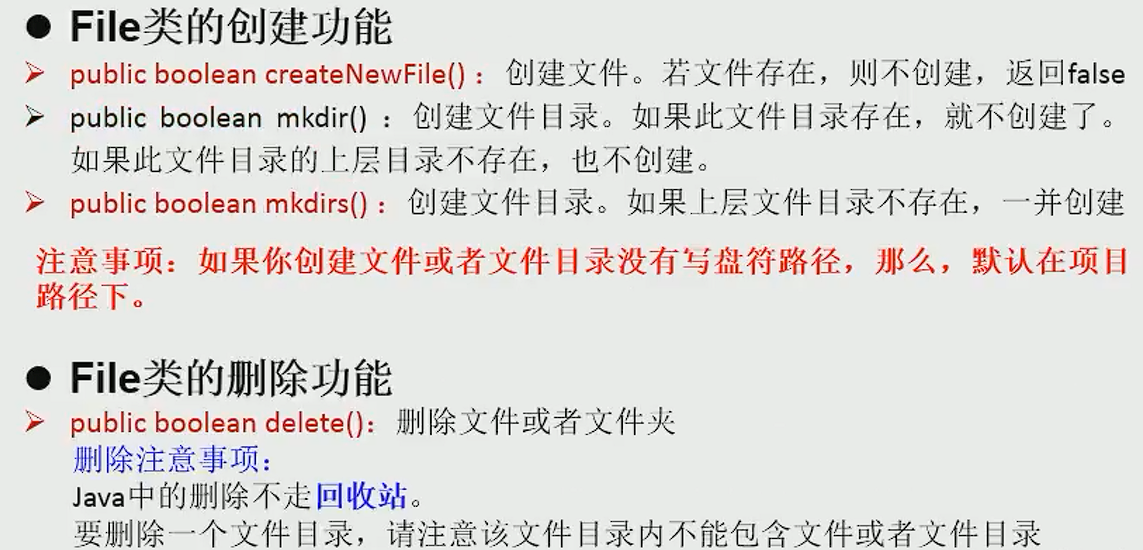 ● File类的创建功能
➢ public boolean createNewFile() : 创建文件。若文件存在，则不创建，返回false
➢ public boolean mkdir() : 创建文件目录。如果此文件目录存在，就不创建了。
如果此文件目录的上层目录不存在，也不创建。
➢ public boolean mkdirs() : 创建文件目录。如果上层文件目录不存在，一并创建
注意事项：如果你创建文件或者文件目录没有写盘符路径，那么，默认在项目
路径下。
● File类的删除功能
➢ public boolean delete()：删除文件或者文件夹
删除注意事项：
Java中的删除不走回收站。
要删除一个文件目录，请注意该文件目录内不能包含文件或者文件目录